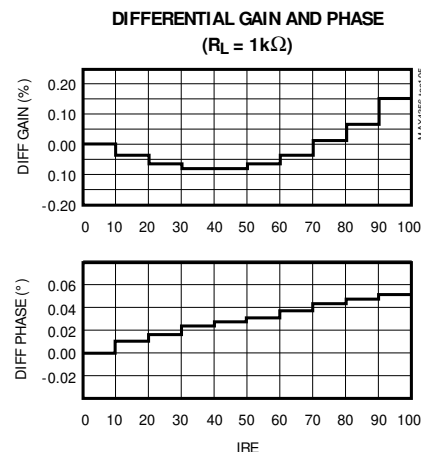 DIFFERENTIAL GAIN AND PHASE
(RL = 1kΩ)
DIFF GAIN (%)
0.20
0.10
0.00
0.10
-0.20
0 10 20 30 40 50 60 70 80 90 100
DIFF PHASE (°)
0.06
0.04
0.02
0.00
-0.02
0 10 20 30 40 50 60 70 80 90 100
IRE